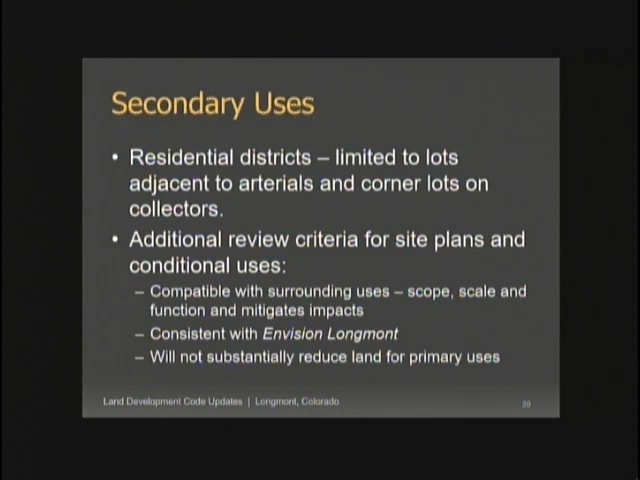 Secondary Uses
• Residential districts – limited to lots
adjacent to arterials and corner lots on
collectors.
• Additional review criteria for site plans and
conditional uses:
– Compatible with surrounding uses – scope, scale and
function and mitigates impacts
– Consistent with Envision Longmont
– Will not substantially reduce land for primary uses
Land Development Code Updates | Longmont, Colorado
20